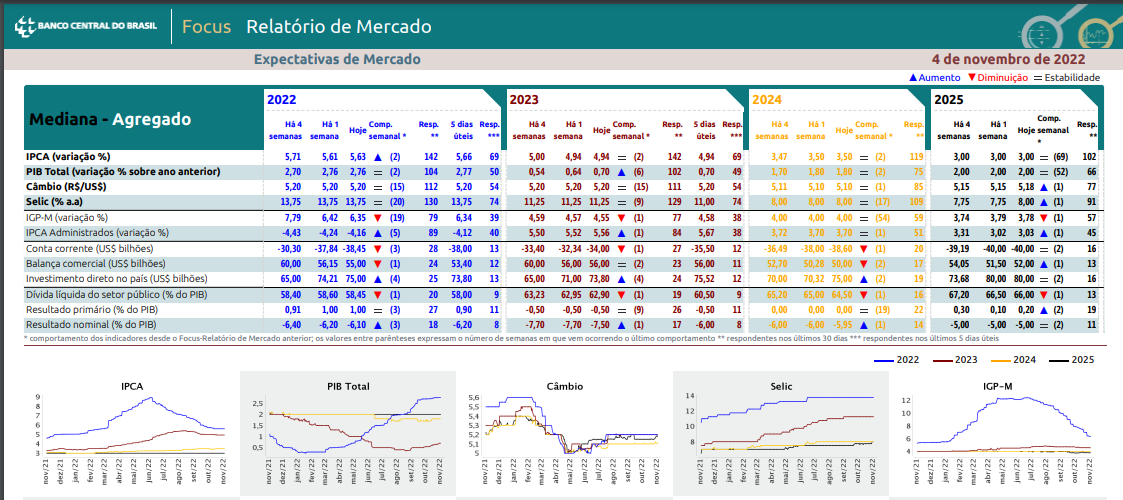 BANCO CENTRAL DO BRASIL Focus Relatório de Mercado
Expectativas de Mercado 4 de novembro de 2022
▲Aumento ▼Diminuição = Estabilidade
Mediana - Agregado
2022 2023 2024 2025
Há 4 semanas Há 1 semana Hoje Comp. semanal * Resp. ** 5 dias úteis Resp. *** Há 4 semanas Há 1 semana Hoje Comp. semanal * Resp. ** 5 dias úteis Resp. *** Há 4 semanas Há 1 semana Hoje Comp. semanal * Resp. ** Há 4 semanas Há 1 semana Hoje Comp. semanal * Resp. **
IPCA (variação %) 5,71 5,61 5,63 ▲ (2) 142 5,66 69 5,00 4,94 4,94 = (2) 142 4,94 69 3,47 3,50 3,50 = (2) 119 3,00 3,00 3,00 = (69) 102
PIB Total (variação % sobre ano anterior) 2,70 2,76 2,76 = (2) 104 2,77 50 0,54 0,64 0,70 ▲ (6) 102 0,70 49 1,70 1,80 1,80 = (2) 75 2,00 2,00 2,00 = (52) 66
Câmbio (R$/US$) 5,20 5,20 5,20 = (15) 112 5,20 54 5,20 5,20 5,20 = (15) 111 5,20 54 5,11 5,10 5,10 = (1) 85 5,15 5,15 5,18 ▲ (1) 77
Selic (% a.a) 13,75 13,75 13,75 = (20) 130 13,75 74 11,25 11,25 11,25 = (9) 129 11,00 74 8,00 8,00 8,00 = (17) 109 7,75 7,75 8,00 ▲ (1) 91
IGP-M (variação %) 7,79 6,42 6,35 ▼ (19) 79 6,34 39 4,59 4,57 4,55 ▼ (1) 77 4,58 38 4,00 4,00 4,00 = (54) 59 3,74 3,79 3,78 ▼ (1) 57
IPCA Administrados (variação %) -4,43 -4,24 -4,16 ▲ (5) 89 -4,12 40 5,50 5,52 5,56 ▲ (1) 84 5,67 38 3,72 3,70 3,70 = (1) 51 3,31 3,02 3,03 ▲ (1) 45
Conta corrente (US$ bilhões) -30,30 -37,84 -38,45 ▼ (3) 28 -38,00 13 -33,40 -32,34 -34,00 ▼ (1) 27 -35,50 12 -36,49 -38,00 -38,60 ▼ (1) 20 -39,19 -40,00 -40,00 = (2) 16
Balança comercial (US$ bilhões) 60,00 56,15 55,00 ▼ (1) 24 53,40 12 60,00 56,00 56,00 = (2) 23 56,00 11 52,70 50,28 50,00 ▼ (2) 17 54,05 51,50 52,00 ▲ (1) 13
Investimento direto no país (US$ bilhões) 65,00 74,21 75,00 ▲ (4) 25 73,80 13 65,00 71,00 73,80 ▲ (4) 24 75,52 12 70,00 70,32 75,00 ▲ (2) 19 73,68 80,00 80,00 = (2) 16
Dívida líquida do setor público (% do PIB) 58,40 58,60 58,45 ▼ (1) 20 58,00 9 63,23 62,95 62,90 ▼ (1) 19 60,50 9 65,20 65,00 64,50 ▼ (1) 16 67,20 66,50 66,00 ▼ (1) 13
Resultado primário (% do PIB) 0,91 1,00 1,00 = (3) 27 0,90 11 -0,50 -0,50 -0,50 = (9) 26 -0,50 11 0,00 0,00 0,00 = (19) 22 0,30 0,10 0,20 ▲ (2) 19
Resultado nominal (% do PIB) -6,40 -6,20 -6,10 ▲ (3) 18 -6,20 8 -7,70 -7,70 -7,50 ▲ (1) 17 -6,00 8 -6,00 -6,00 -5,95 ▲ (1) 14 -5,00 -5,00 -5,00 = (2) 11
* comportamento dos indicadores desde o Focus-Relatório de Mercado anterior; os valores entre parênteses expressam o número de semanas em que vem ocorrendo o último comportamento ** respondentes nos últimos 30 dias *** respondentes nos últimos 5 dias úteis
2022 2023 2024 2025
IPCA
9
8
7
6
5
4
3
nov/21 dez/21 jan/22 fev/22 mar/22 abr/22 mai/22 jun/22 jul/22 ago/22 set/22 out/22 nov/22
PIB Total
2,5
2
1,5
1
0,5
nov/21 dez/21 jan/22 fev/22 mar/22 abr/22 mai/22 jun/22 jul/22 ago/22 set/22 out/22 nov/22
Câmbio
5,6
5,5
5,4
5,3
5,2
5,1
5
nov/21 dez/21 jan/22 fev/22 mar/22 abr/22 mai/22 jun/22 jul/22 ago/22 set/22 out/22 nov/22
Selic
14
12
10
8
nov/21 dez/21 jan/22 fev/22 mar/22 abr/22 mai/22 jun/22 jul/22 ago/22 set/22 out/22 nov/22
IGP-M
12
10
8
6
4
nov/21 dez/21 jan/22 fev/22 mar/22 abr/22 mai/22 jun/22 jul/22 ago/22 set/22 out/22 nov/22